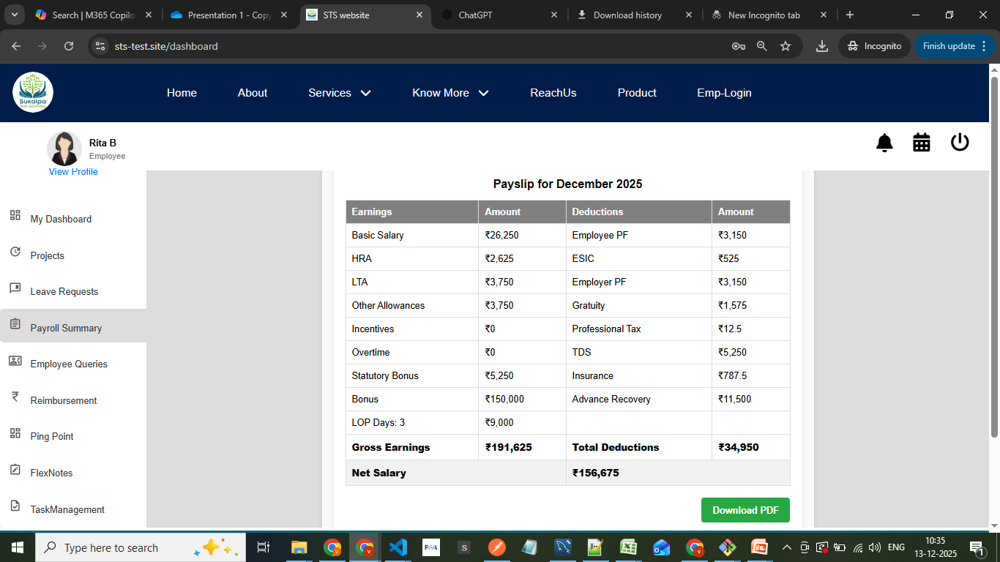 Search | M365 Copilo
Presentation 1 - Copy
STS website
ChatGPT
Download history
New Incognito tab
sts-test.site/dashboard
Incognito
Finish update
Sukalpa
Tech Solutions
Home About Services Know More ReachUs Product Emp-Login
Rita B
Employee
View Profile
My Dashboard
Projects
Leave Requests
Payroll Summary
Employee Queries
Reimbursement
Ping Point
FlexNotes
TaskManagement
Payslip for December 2025
Earnings Amount Deductions Amount
Basic Salary ₹26,250 Employee PF ₹3,150
HRA ₹2,625 ESIC ₹525
LTA ₹3,750 Employer PF ₹3,150
Other Allowances ₹3,750 Gratuity ₹1,575
Incentives ₹0 Professional Tax ₹12.5
Overtime ₹0 TDS ₹5,250
Statutory Bonus ₹5,250 Insurance ₹787.5
Bonus ₹150,000 Advance Recovery ₹11,500
LOP Days: 3 ₹9,000
Gross Earnings ₹191,625 Total Deductions ₹34,950
Net Salary ₹156,675
Download PDF
Type here to search
PWA
S
V
V
ENG
10:35
13-12-2025
1